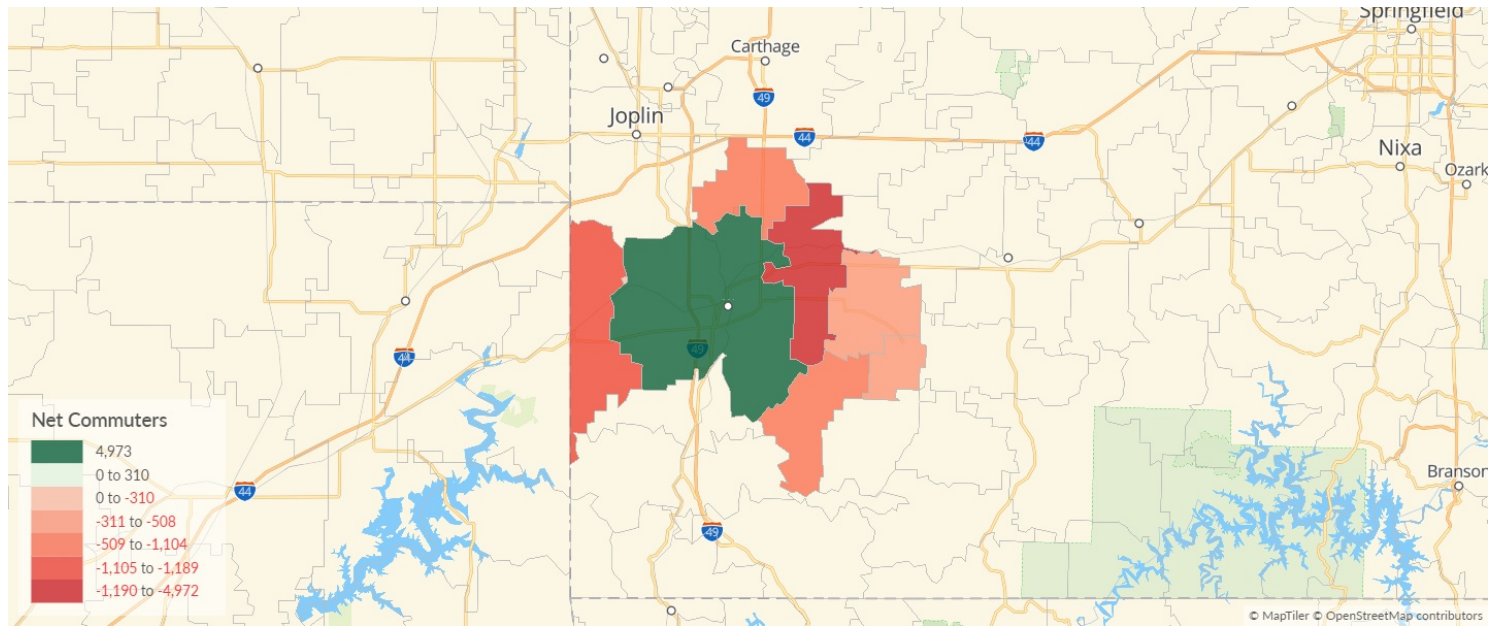 Springfield
Carthage
49
Joplin
44
44
Nixa
Ozark
49
44
Net Commuters
4,973
0 to 310
0 to -310
-311 to -508
-509 to -1,104
-1,105 to -1,189
-1,190 to -4,972
44
49
Branson
© MapTiler © OpenStreetMap contributors